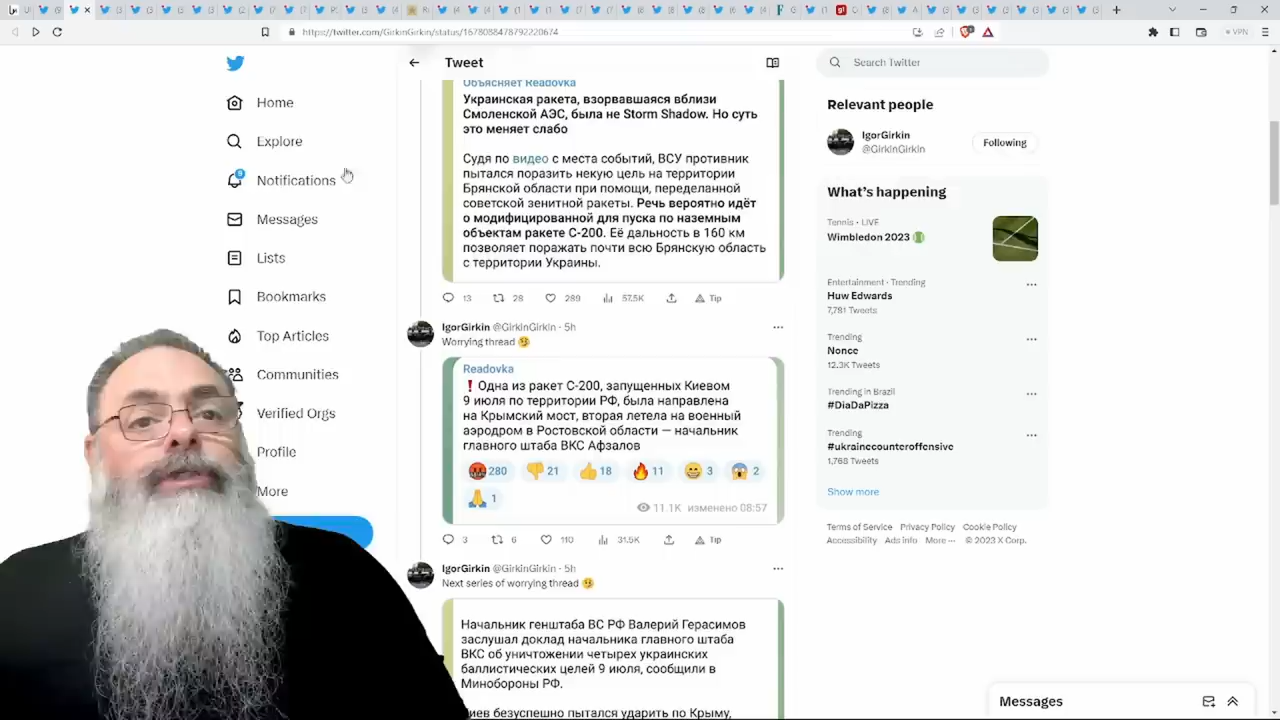 https://twitter.com/GirkinGirkin/status/1678088478792220674
VPN
Home
Explore
9
Notifications
Messages
Lists
Bookmarks
Top Articles
Communities
Verified Orgs
Profile
More
Tweet
Объясняет Readovka
Украинская ракета, взорвавшаяся вблизи
Смоленской АЭС, была не Storm Shadow. Но суть
это меняет слабо
Судя по видео с места событий, ВСУ противник
пытался поразить некую цель на территории
Брянской области при помощи, переделанной
советской зенитной ракеты. Речь вероятно идёт
о модифицированной для пуска по наземным
объектам ракете С-200. Её дальность в 160 км
позволяет поражать почти всю Брянскую область
с территории Украины.
13 28 289 57.5K Tip
IgorGirkin @GirkinGirkin · 5h
Worrying thread
Readovka
❗Одна из ракет С-200, запущенных Киевом
9 июля по территории РФ, была направлена
на Крымский мост, вторая летела на военный
аэродром в Ростовской области — начальник
главного штаба ВКС Афзалов
280 21 18 11 3 2
1
11.1K изменено 08:57
3 6 110 31.5K Tip
IgorGirkin @GirkinGirkin · 5h
Next series of worrying thread
Начальник генштаба ВС РФ Валерий Герасимов
заслушал доклад начальника главного штаба
ВКС об уничтожении четырех украинских
баллистических целей 9 июля, сообщили в
Минобороны РФ.
иев безуспешно пытался ударить по Крыму,
Search Twitter
Relevant people
IgorGirkin
@GirkinGirkin
Following
What's happening
Tennis · LIVE
Wimbledon 2023
Entertainment · Trending
Huw Edwards
7,781 Tweets
Trending
Nonce
12.3K Tweets
Trending in Brazil
#DiaDaPizza
Trending
#ukrainecounteroffensive
1,768 Tweets
Show more
Terms of Service Privacy Policy Cookie Policy
Accessibility Ads info More ··· © 2023 X Corp.
Messages